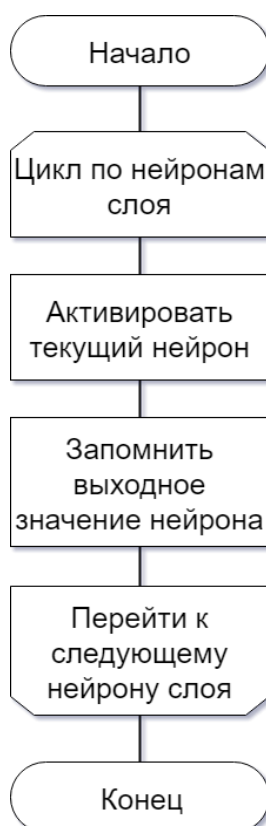 Начало
Цикл по нейронам
слоя
Активировать
текущий нейрон
Запомнить
выходное
значение нейрона
Перейти к
следующему
нейрону слоя
Конец